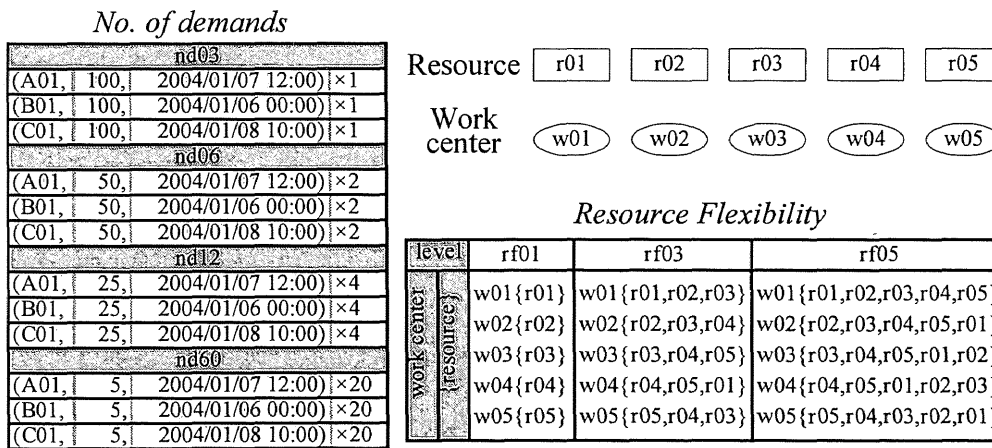 No. of demands
nd03
(A01, 100, 2004/01/07 12:00) ×1
(B01, 100, 2004/01/06 00:00) ×1
(C01, 100, 2004/01/08 10:00) ×1
nd06
(A01, 50, 2004/01/07 12:00) ×2
(B01, 50, 2004/01/06 00:00) ×2
(C01, 50, 2004/01/08 10:00) ×2
nd12
(A01, 25, 2004/01/07 12:00) ×4
(B01, 25, 2004/01/06 00:00) ×4
(C01, 25, 2004/01/08 10:00) ×4
nd60
(A01, 5, 2004/01/07 12:00) ×20
(B01, 5, 2004/01/06 00:00) ×20
(C01, 5, 2004/01/08 10:00) ×20
Resource r01 r02 r03 r04 r05
Work
center w01 w02 w03 w04 w05
Resource Flexibility
level rf01 rf03 rf05
work center {resource}
w01{r01} w01{r01,r02,r03} w01{r01,r02,r03,r04,r05}
w02{r02} w02{r02,r03,r04} w02{r02,r03,r04,r05,r01}
w03{r03} w03{r03,r04,r05} w03{r03,r04,r05,r01,r02}
w04{r04} w04{r04,r05,r01} w04{r04,r05,r01,r02,r03}
w05{r05} w05{r05,r04,r03} w05{r05,r04,r03,r02,r01}